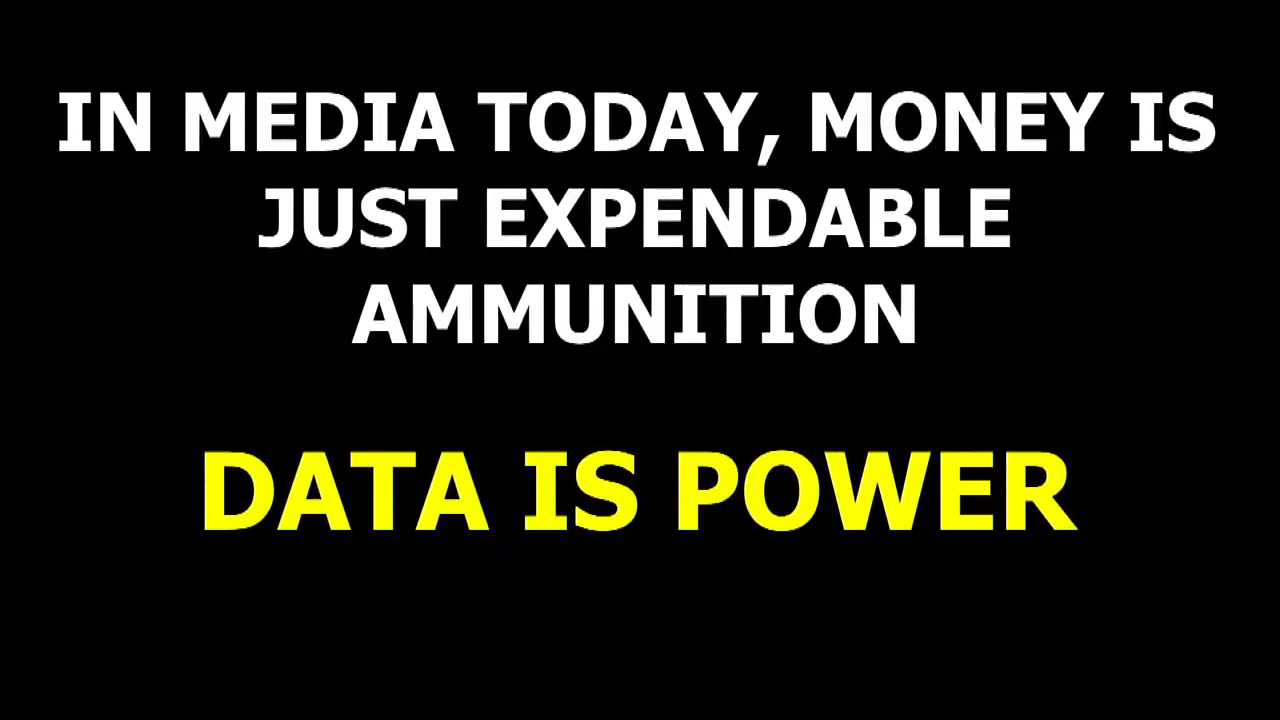 IN MEDIA TODAY, MONEY IS
JUST EXPENDABLE
AMMUNITION
DATA IS POWER